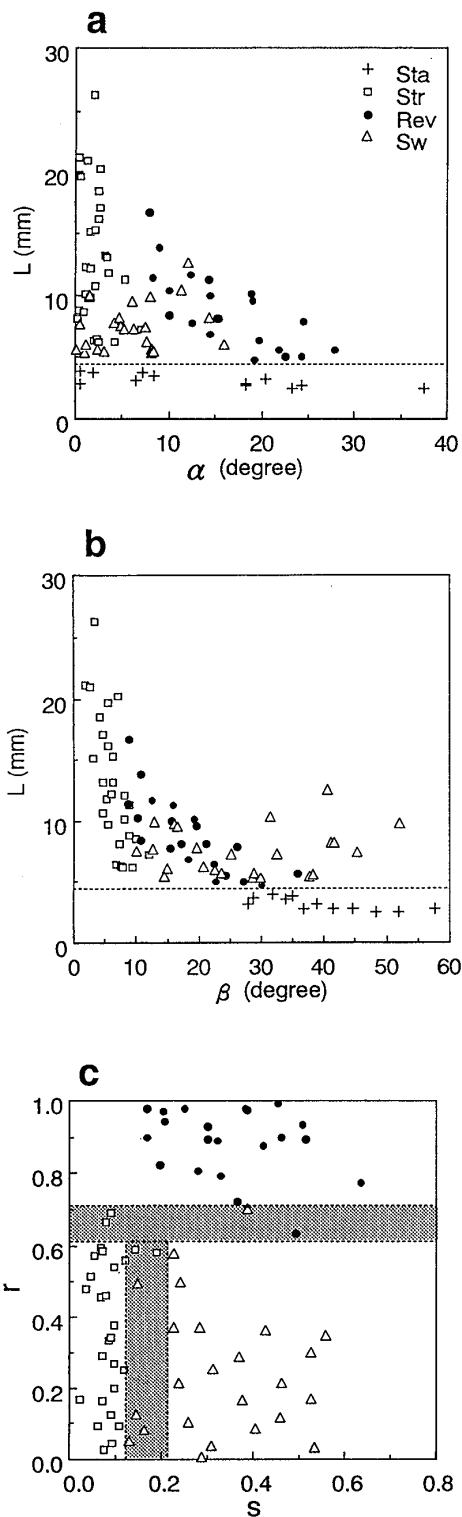 a
30
+ Sta
□ Str
● Rev
△ Sw
20
L (mm)
10
0
0 10 20 30 40
α (degree)
b
30
20
L (mm)
10
0
0 10 20 30 40 50 60
β (degree)
c
1.0
0.8
0.6
r
0.4
0.2
0.0
0.0 0.2 0.4 0.6 0.8
s